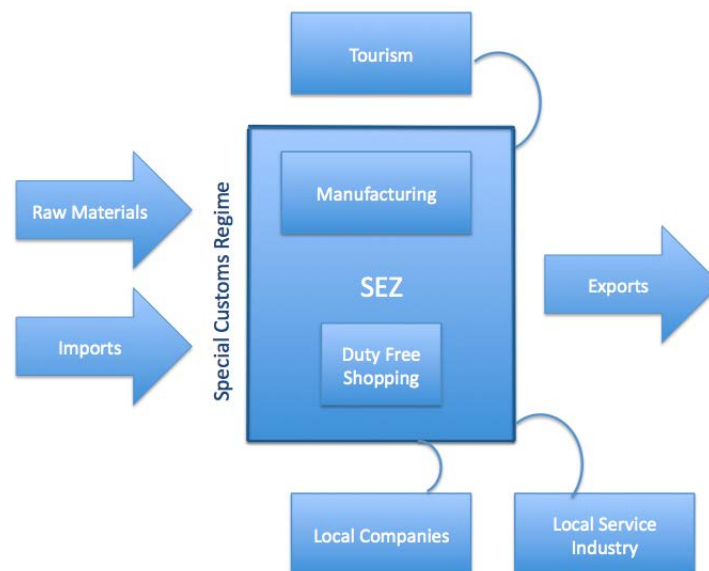 Tourism
Special Customs Regime
Manufacturing
Raw Materials
SEZ
Exports
Imports
Duty Free
Shopping
Local Companies
Local Service
Industry